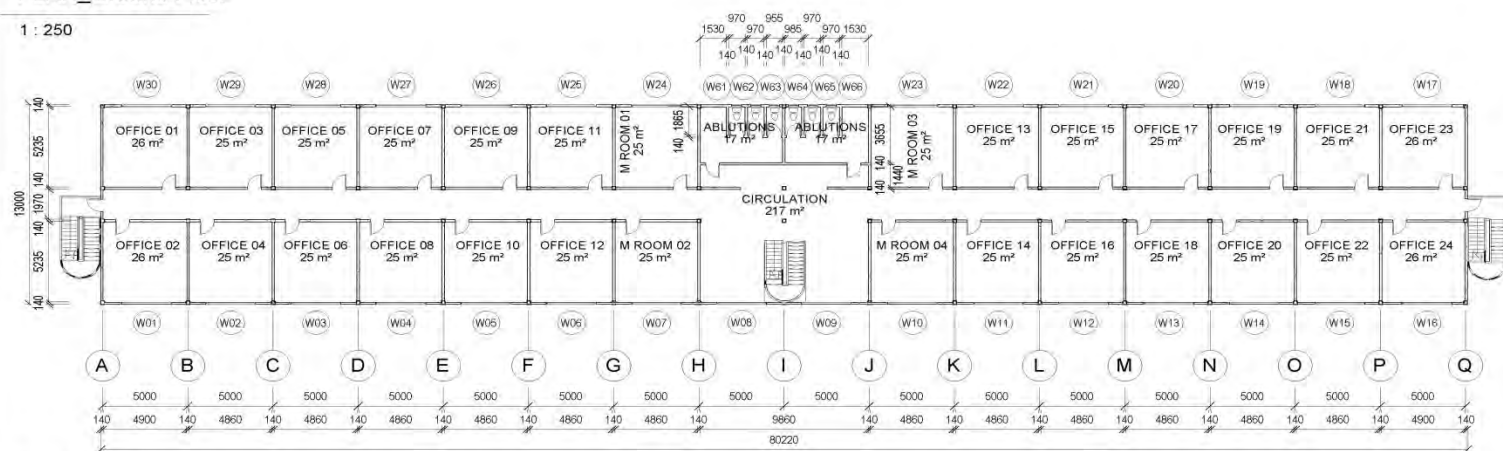 1 : 250
970 955 970
1530 970 985 970 1530
140 140 140 140 140 140
W30 W29 W28 W27 W26 W25 W24 W61 W62 W63 W64 W65 W66 W23 W22 W21 W20 W19 W18 W17
140
5235
140
1970
140
5235
140
13000
OFFICE 01
26 m²
OFFICE 03
25 m²
OFFICE 05
25 m²
OFFICE 07
25 m²
OFFICE 09
25 m²
OFFICE 11
25 m²
M ROOM 01
25 m²
1865
140
ABLUTIONS
17 m²
ABLUTIONS
17 m²
3655
140
1440
140
M ROOM 03
25 m²
OFFICE 13
25 m²
OFFICE 15
25 m²
OFFICE 17
25 m²
OFFICE 19
25 m²
OFFICE 21
25 m²
OFFICE 23
26 m²
CIRCULATION
217 m²
OFFICE 02
26 m²
OFFICE 04
25 m²
OFFICE 06
25 m²
OFFICE 08
25 m²
OFFICE 10
25 m²
OFFICE 12
25 m²
M ROOM 02
25 m²
M ROOM 04
25 m²
OFFICE 14
25 m²
OFFICE 16
25 m²
OFFICE 18
25 m²
OFFICE 20
25 m²
OFFICE 22
25 m²
OFFICE 24
26 m²
W01 W02 W03 W04 W05 W06 W07 W08 W09 W10 W11 W12 W13 W14 W15 W16
A B C D E F G H I J K L M N O P Q
5000 5000 5000 5000 5000 5000 5000 5000 5000 5000 5000 5000 5000 5000 5000 5000
140 4900 140 4860 140 4860 140 4860 140 4860 140 4860 140 4860 140 9860 140 4860 140 4860 140 4860 140 4860 140 4860 140 4860 140 4900 140
80220